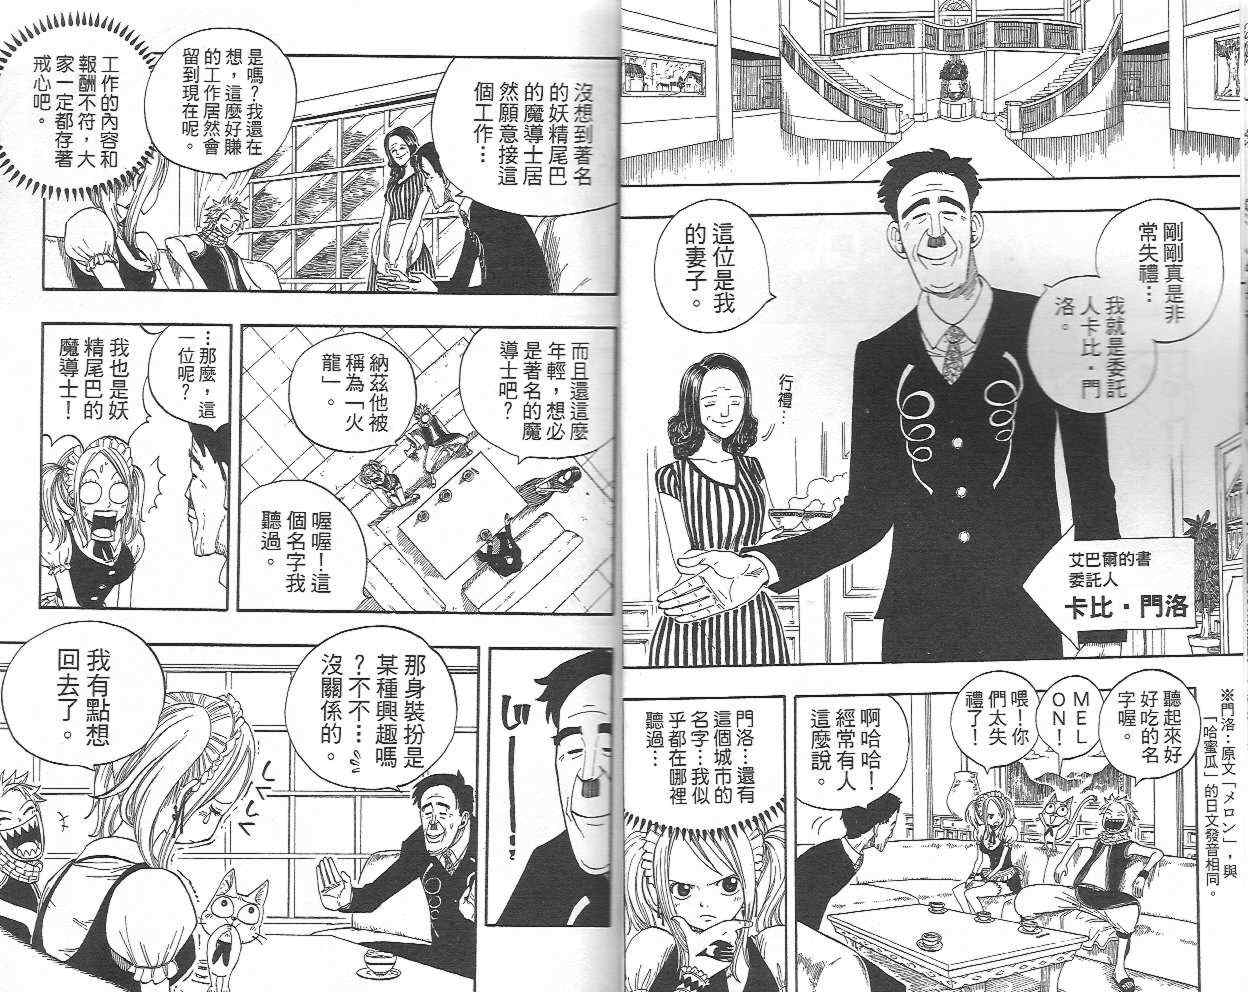 剛剛真是非
常失禮…
我就是委託
人卡比・門
洛。
這位是我
的妻子。
行禮…
艾巴爾的書
委託人
卡比・門洛
※門洛：原文「メロン」，與
「哈蜜瓜」的日文發音相同。
聽起來好
好吃的名
字喔。
MEL
ON！
喂！你
們太失
禮了！
啊哈哈！
經常有人
這麼說。
門洛…還有
這個城市的
名字…我似
乎都在哪裡
聽過…
沒想到著名
的妖精尾巴
的魔導士居
然願意接這
個工作…
是嗎？我還在
想，這麼好賺
的工作居然會
留到現在呢。
工作的內容和
報酬不符，大
家一定都存著
戒心吧。
而且還這麼
年輕，想必
是著名的魔
導士吧？
納茲他被
稱為「火
龍」。
喔喔！這
個名字我
聽過。
…那麼，這
一位呢？
我也是妖
精尾巴的
魔導士！
じーー…
那身裝扮是
某種興趣嗎
？不不…
沒關係的。
我有點想
回去了。